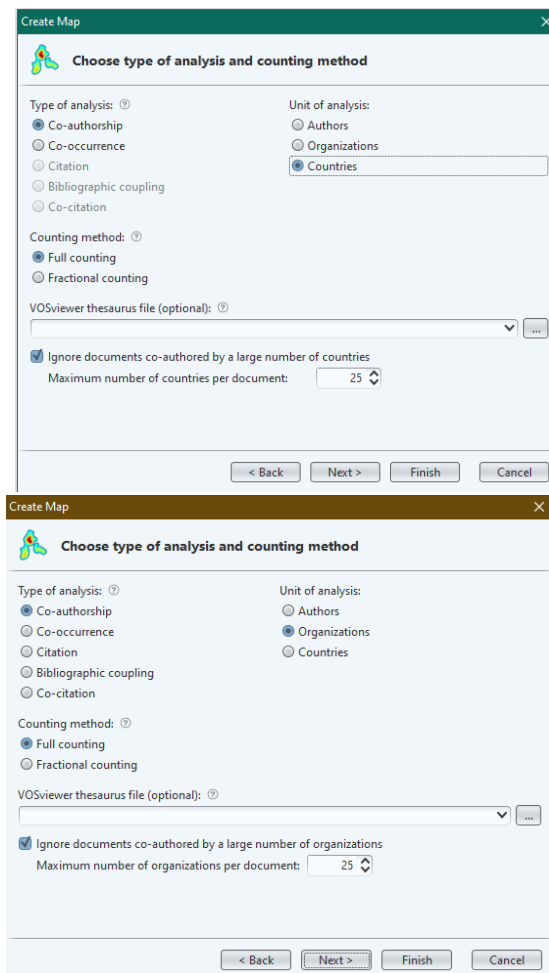 Create Map
Choose type of analysis and counting method
Type of analysis: ?
Unit of analysis:
Co-authorship
Authors
Co-occurrence
Organizations
Citation
Countries
Bibliographic coupling
Co-citation
Counting method: ?
Full counting
Fractional counting
VOSviewer thesaurus file (optional): ?
...
Ignore documents co-authored by a large number of countries
Maximum number of countries per document: 25
< Back Next > Finish Cancel
Create Map
Choose type of analysis and counting method
Type of analysis: ?
Unit of analysis:
Co-authorship
Authors
Co-occurrence
Organizations
Citation
Countries
Bibliographic coupling
Co-citation
Counting method: ?
Full counting
Fractional counting
VOSviewer thesaurus file (optional): ?
...
Ignore documents co-authored by a large number of organizations
Maximum number of organizations per document: 25
< Back Next > Finish Cancel